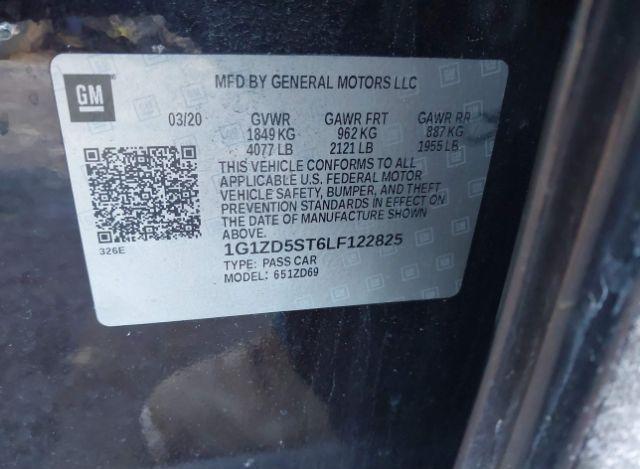 GM
MFD BY GENERAL MOTORS LLC
03/20 GVWR GAWR FRT GAWR RR
1849 KG 962 KG 887 KG
4077 LB 2121 LB 1955 LB
THIS VEHICLE CONFORMS TO ALL
APPLICABLE U.S. FEDERAL MOTOR
VEHICLE SAFETY, BUMPER, AND THEFT
PREVENTION STANDARDS IN EFFECT ON
THE DATE OF MANUFACTURE SHOWN
ABOVE.
326E
1G1ZD5ST6LF122825
TYPE: PASS CAR
MODEL: 651ZD69